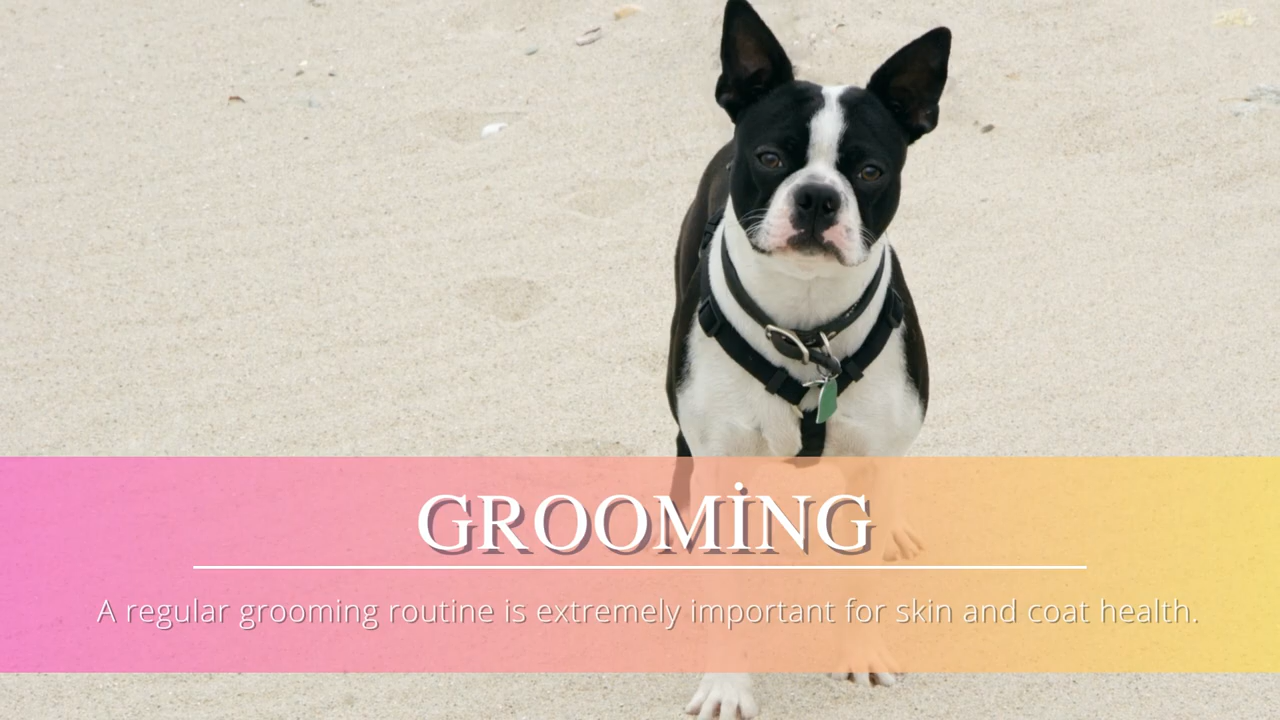 GROOMİNG
A regular grooming routine is extremely important for skin and coat health.